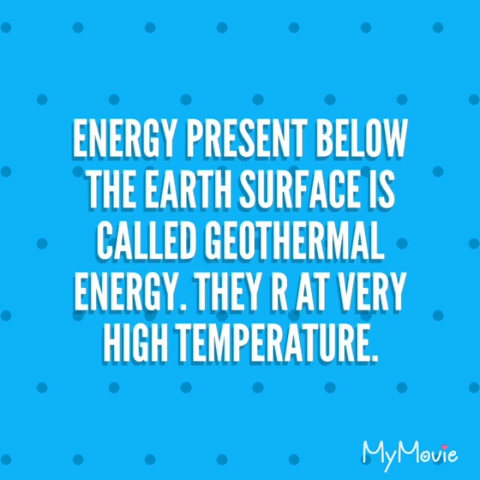 ENERGY PRESENT BELOW
THE EARTH SURFACE IS
CALLED GEOTHERMAL
ENERGY. THEY R AT VERY
HIGH TEMPERATURE.
MyMovie